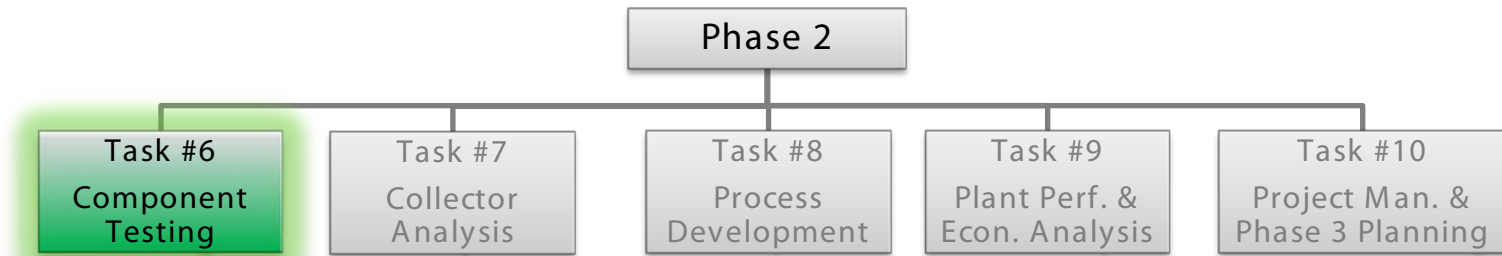 Phase 2
Task #6
Component
Testing
Task #7
Collector
Analysis
Task #8
Process
Development
Task #9
Plant Perf. &
Econ. Analysis
Task #10
Project Man. &
Phase 3 Planning